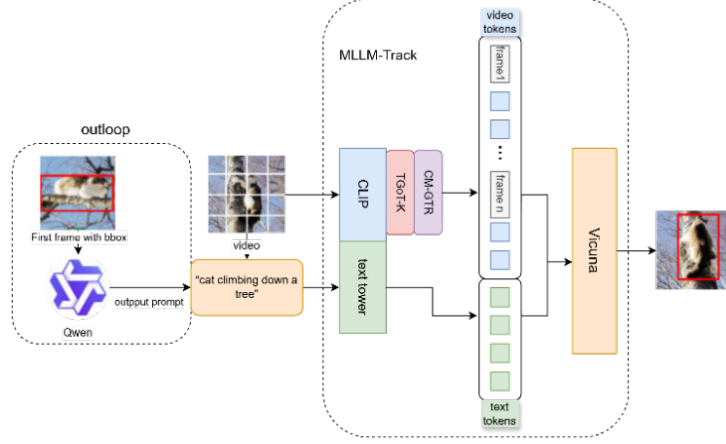 outloop
First frame with bbox
Qwen
outpput prompt
video
"cat climbing down a
tree"
MLLM-Track
CLIP
text tower
TGoT-K
CM-GTR
video
tokens
frame1
...
frame n
text
tokens
Vicuna